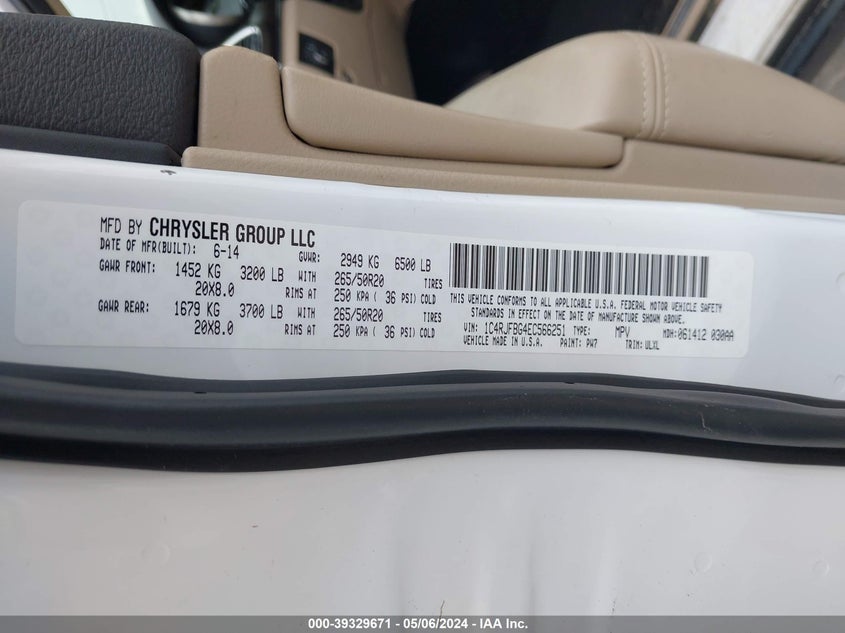 MFD BY CHRYSLER GROUP LLC
DATE OF MFR(BUILT): 6-14 GVWR: 2949 KG 6500 LB
GAWR FRONT: 1452 KG 3200 LB WITH 265/50R20 TIRES
20X8.0 RIMS AT 250 KPA ( 36 PSI) COLD
GAWR REAR: 1679 KG 3700 LB WITH 265/50R20 TIRES
20X8.0 RIMS AT 250 KPA ( 36 PSI) COLD
THIS VEHICLE CONFORMS TO ALL APPLICABLE U.S.A. FEDERAL MOTOR VEHICLE SAFETY
STANDARDS IN EFFECT ON THE DATE OF MANUFACTURE SHOWN ABOVE.
VIN: 1C4RJFBG4EC566251 TYPE: MPV MDH: 061412 030AA
VEHICLE MADE IN U.S.A. PAINT: PW7 TRIM: ULXL
000-39329671 - 05/06/2024 - IAA Inc.